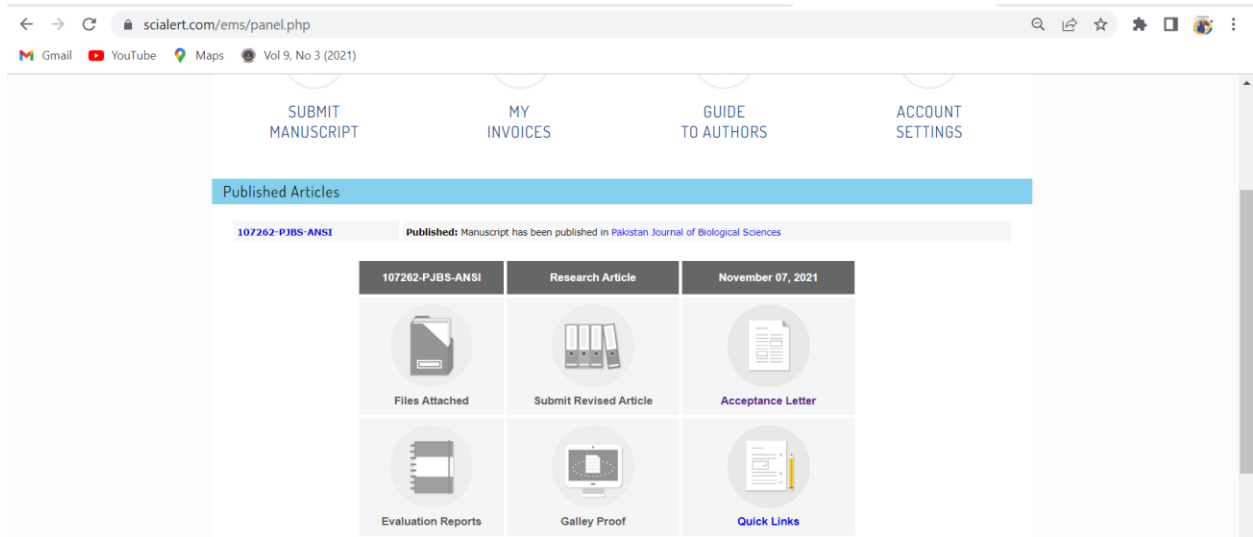 scialert.com/ems/panel.php
Gmail YouTube Maps Vol 9, No 3 (2021)
SUBMIT MY GUIDE ACCOUNT
MANUSCRIPT INVOICES TO AUTHORS SETTINGS
Published Articles
107262-PJBS-ANSI Published: Manuscript has been published in Pakistan Journal of Biological Sciences
107262-PJBS-ANSI Research Article November 07, 2021
Files Attached Submit Revised Article Acceptance Letter
Evaluation Reports Galley Proof Quick Links